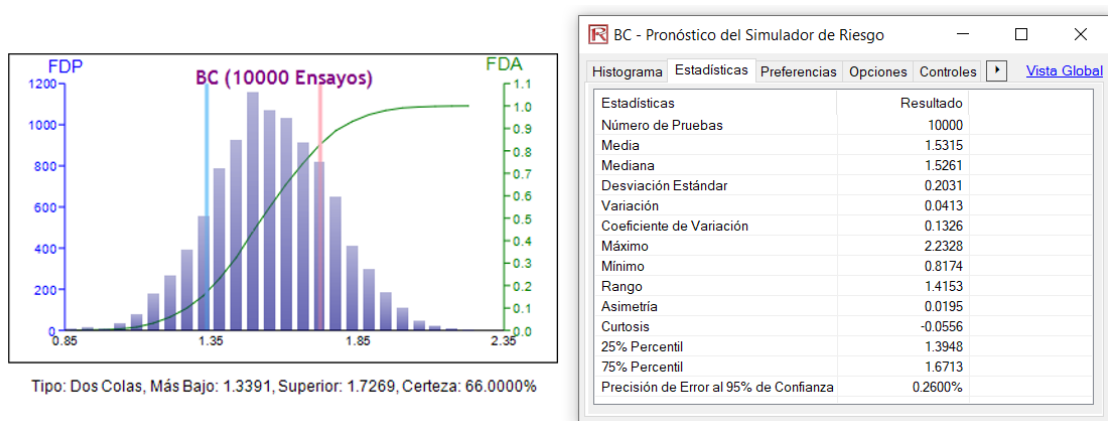 FDP
BC (10000 Ensayos)
FDA
1200
1000
800
600
400
200
0
1.1
1.0
0.9
0.8
0.7
0.6
0.5
0.4
0.3
0.2
0.1
0.0
0.85 1.35 1.85 2.35
Tipo: Dos Colas, Más Bajo: 1.3391, Superior: 1.7269, Certeza: 66.0000%
BC - Pronóstico del Simulador de Riesgo
Histograma Estadísticas Preferencias Opciones Controles Vista Global
Estadísticas Resultado
Número de Pruebas 10000
Media 1.5315
Mediana 1.5261
Desviación Estándar 0.2031
Variación 0.0413
Coeficiente de Variación 0.1326
Máximo 2.2328
Mínimo 0.8174
Rango 1.4153
Asimetría 0.0195
Curtosis -0.0556
25% Percentil 1.3948
75% Percentil 1.6713
Precisión de Error al 95% de Confianza 0.2600%